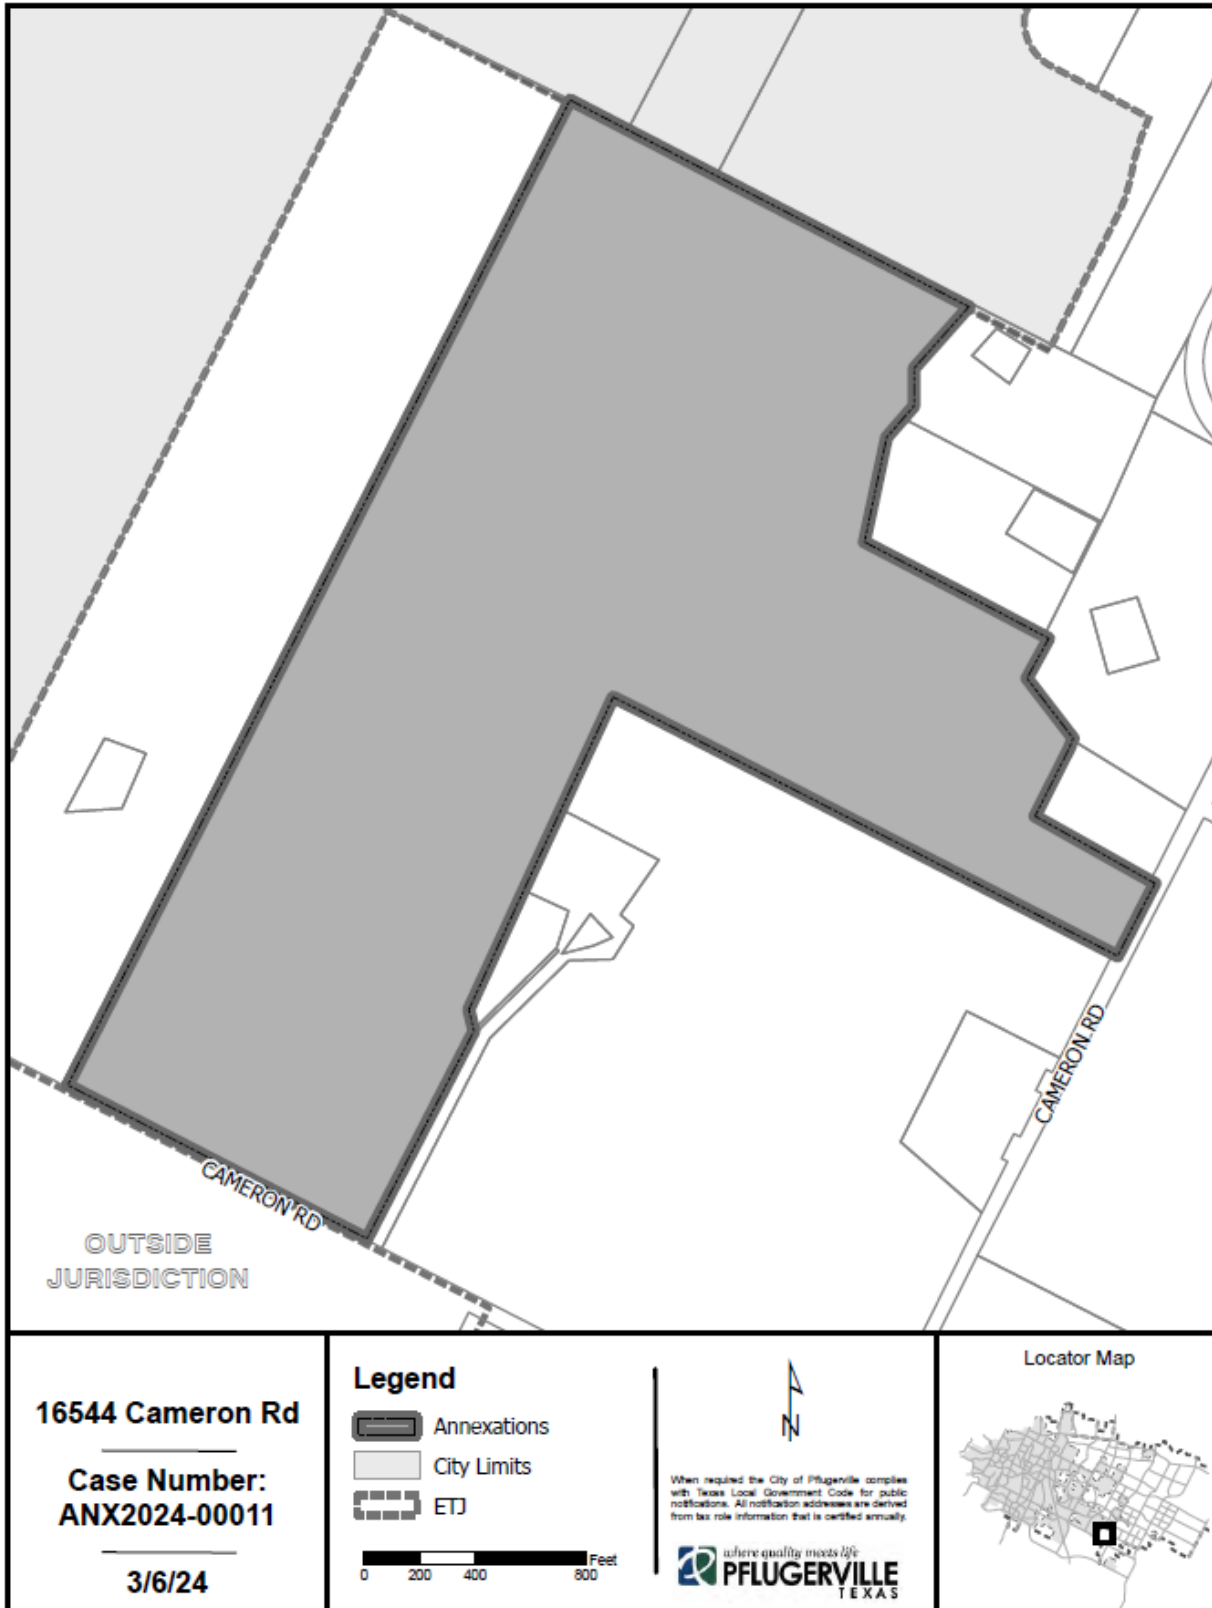 CAMERON RD
CAMERON RD
OUTSIDE
JURISDICTION
16544 Cameron Rd
Case Number:
ANX2024-00011
3/6/24
Legend
Annexations
City Limits
ETJ
0 200 400 800 Feet
N
When required the City of Pflugerville complies
with Texas Local Government Code for public
notifications. All notification addresses are derived
from tax role information that is certified annually.
where quality meets life
PFLUGERVILLE
TEXAS
Locator Map